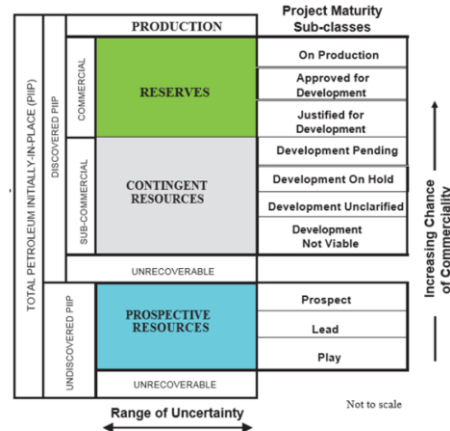 Project Maturity
Sub-classes
PRODUCTION
On Production
Approved for
Development
Justified for
Development
RESERVES
COMMERCIAL
Development Pending
Development On Hold
Development Unclarified
Development
Not Viable
CONTINGENT
RESOURCES
SUB-COMMERCIAL
UNRECOVERABLE
DISCOVERED PIIP
Prospect
Lead
Play
PROSPECTIVE
RESOURCES
UNRECOVERABLE
UNDISCOVERED PIIP
TOTAL PETROLEUM INITIALLY-IN-PLACE (PIIP)
Increasing Chance
of Commerciality
Range of Uncertainty
Not to scale